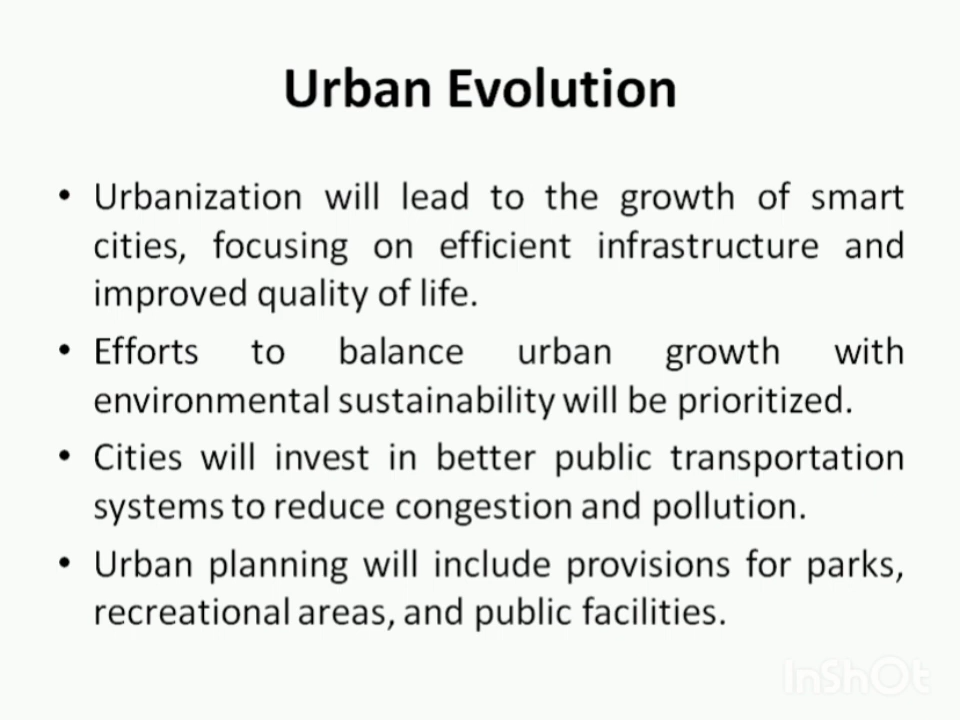 Urban Evolution
• Urbanization will lead to the growth of smart
cities, focusing on efficient infrastructure and
improved quality of life.
• Efforts to balance urban growth with
environmental sustainability will be prioritized.
• Cities will invest in better public transportation
systems to reduce congestion and pollution.
• Urban planning will include provisions for parks,
recreational areas, and public facilities.
InShOt